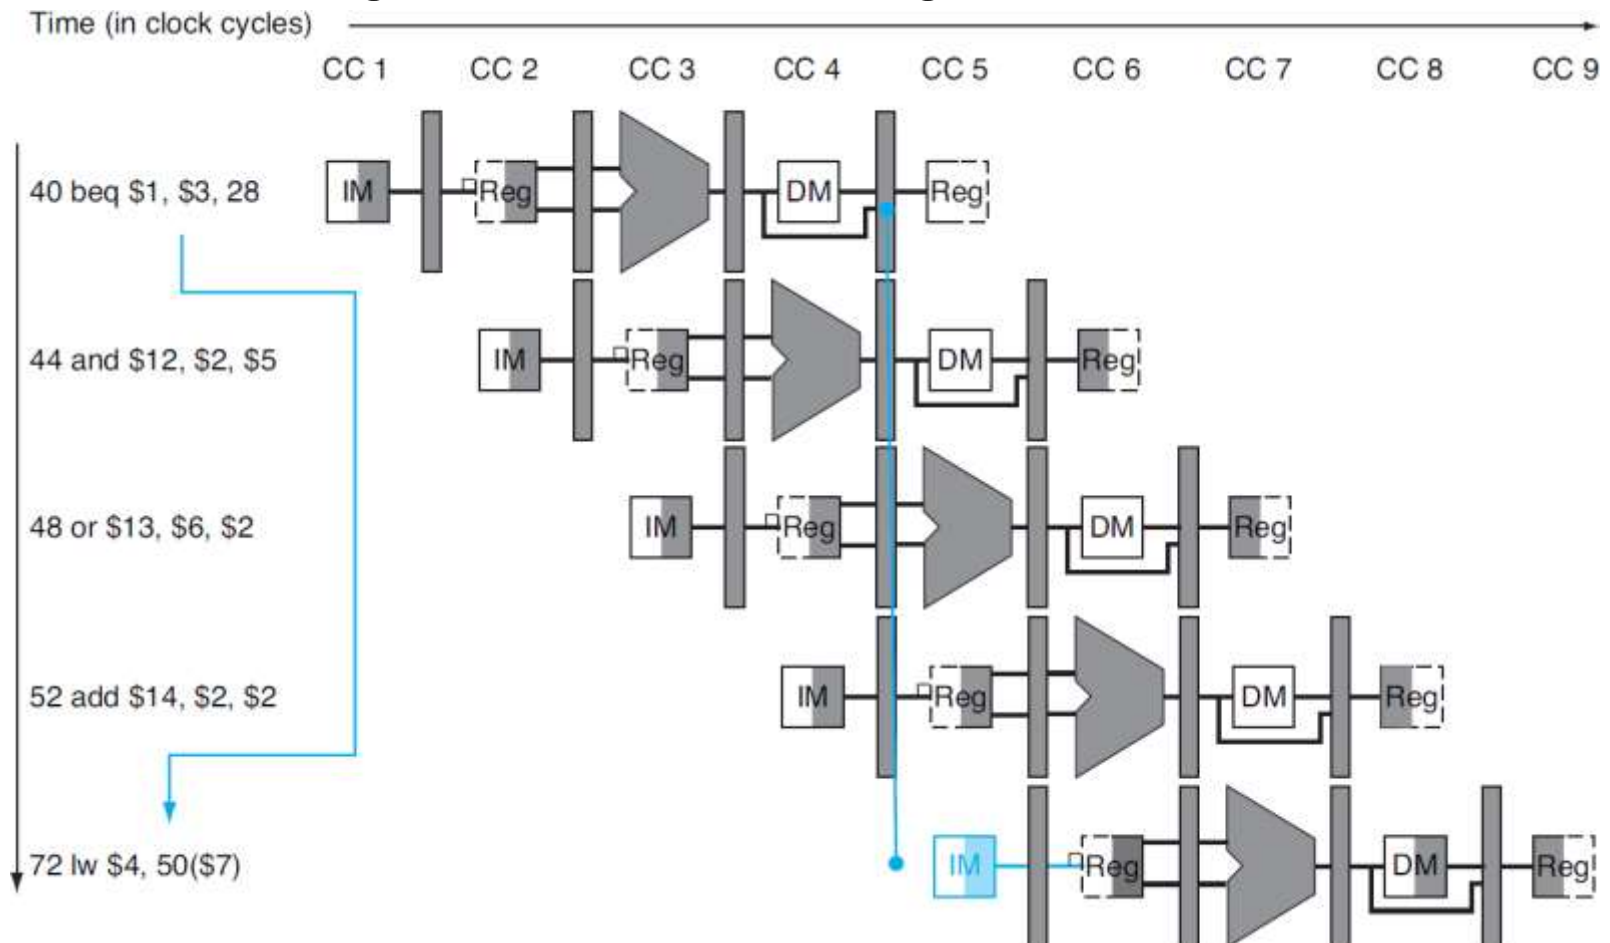 Time (in clock cycles)
CC 1 CC 2 CC 3 CC 4 CC 5 CC 6 CC 7 CC 8 CC 9
40 beq $1, $3, 28 IM Reg DM Reg
44 and $12, $2, $5 IM Reg DM Reg
48 or $13, $6, $2 IM Reg DM Reg
52 add $14, $2, $2 IM Reg DM Reg
72 lw $4, 50($7) IM Reg DM Reg